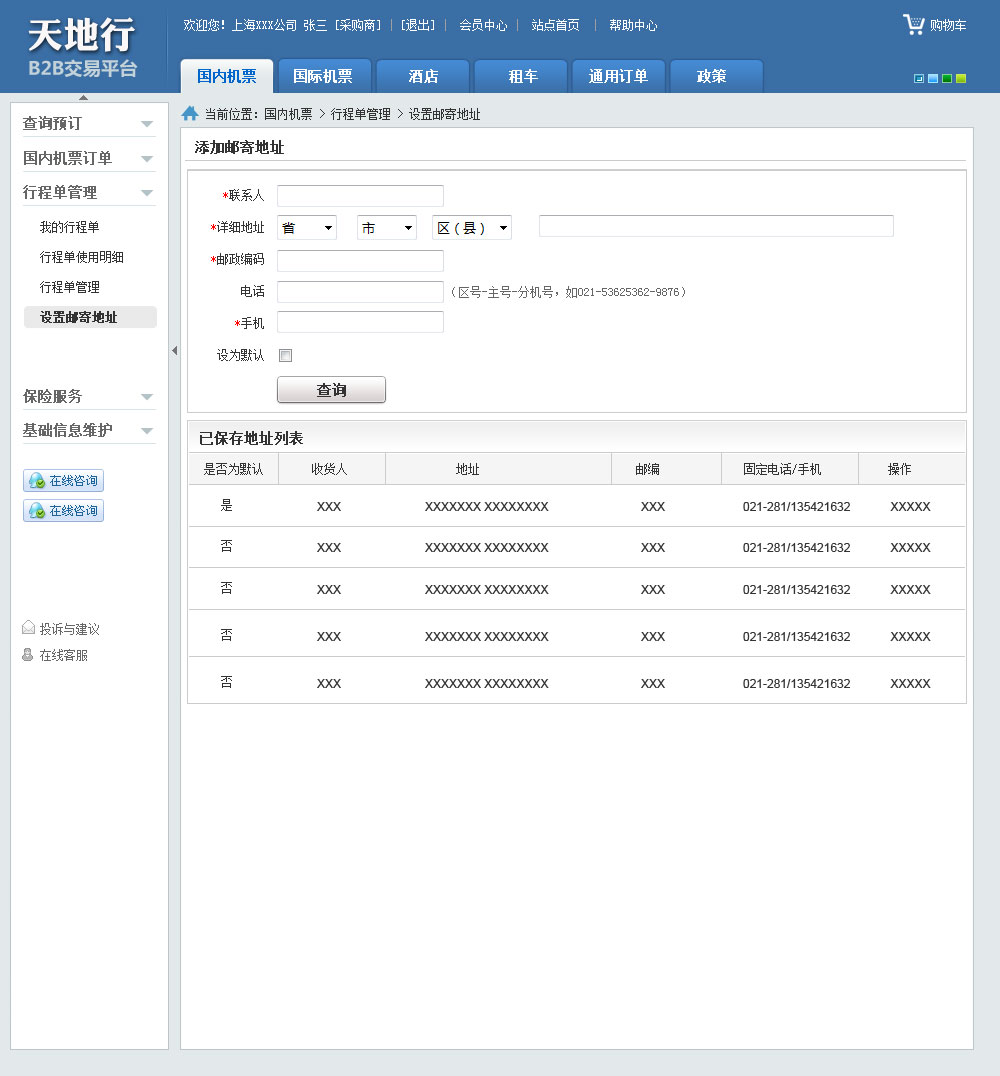 天地行
B2B交易平台
欢迎您！上海XXX公司 张三 [采购商] | [退出] | 会员中心 | 站点首页 | 帮助中心
购物车
国内机票 国际机票 酒店 租车 通用订单 政策
查询预订
国内机票订单
行程单管理
我的行程单
行程单使用明细
行程单管理
设置邮寄地址
保险服务
基础信息维护
在线咨询
在线咨询
投诉与建议
在线客服
当前位置：国内机票 > 行程单管理 > 设置邮寄地址
添加邮寄地址
*联系人
*详细地址 省 市 区（县）
*邮政编码
电话 （区号-主号-分机号，如021-53625362-9876）
*手机
设为默认
查询
已保存地址列表
是否为默认 收货人 地址 邮编 固定电话/手机 操作
是 XXX XXXXXXX XXXXXXXX XXX 021-281/135421632 XXXXX
否 XXX XXXXXXX XXXXXXXX XXX 021-281/135421632 XXXXX
否 XXX XXXXXXX XXXXXXXX XXX 021-281/135421632 XXXXX
否 XXX XXXXXXX XXXXXXXX XXX 021-281/135421632 XXXXX
否 XXX XXXXXXX XXXXXXXX XXX 021-281/135421632 XXXXX